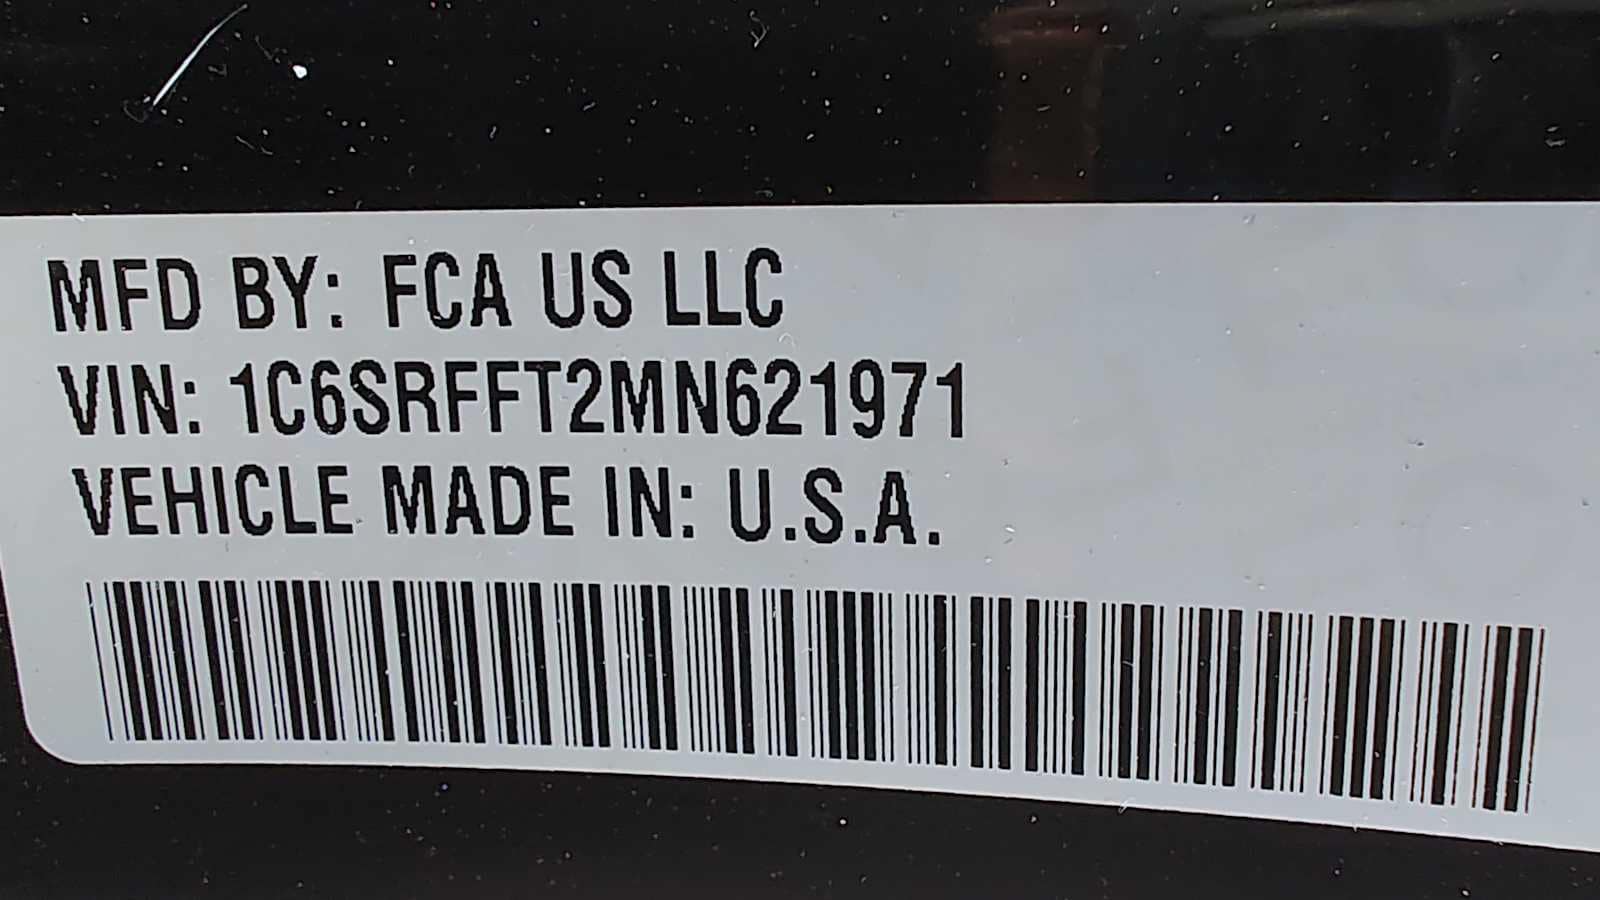 MFD BY: FCA US LLC
VIN: 1C6SRFFT2MN621971
VEHICLE MADE IN: U.S.A.